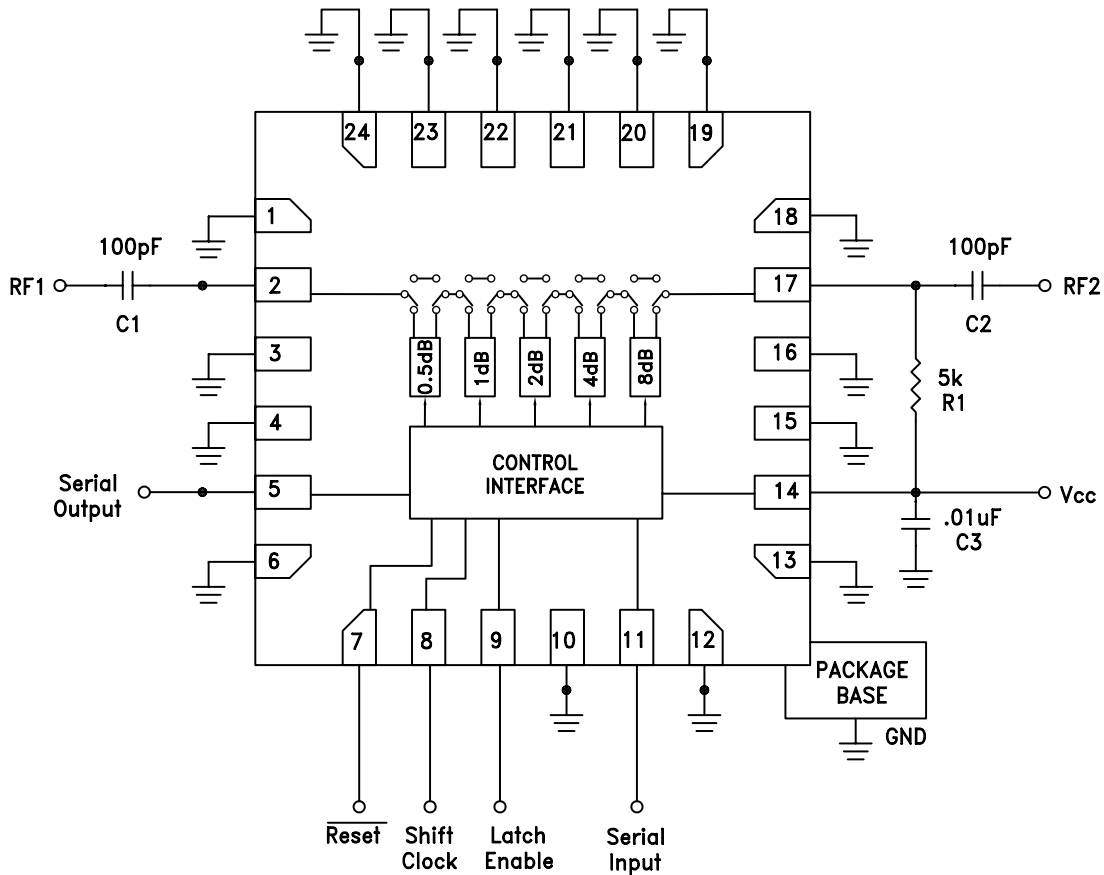 24 23 22 21 20 19
1
18
100pF
100pF
RF1
2
17
RF2
C1
C2
3
0.5dB
1dB
2dB
4dB
8dB
16
5k
R1
4
15
CONTROL
INTERFACE
Serial
Output
5
14
Vcc
.01uF
C3
6
13
7 8 9 10 11 12
PACKAGE
BASE
GND
Reset
Shift
Clock
Latch
Enable
Serial
Input